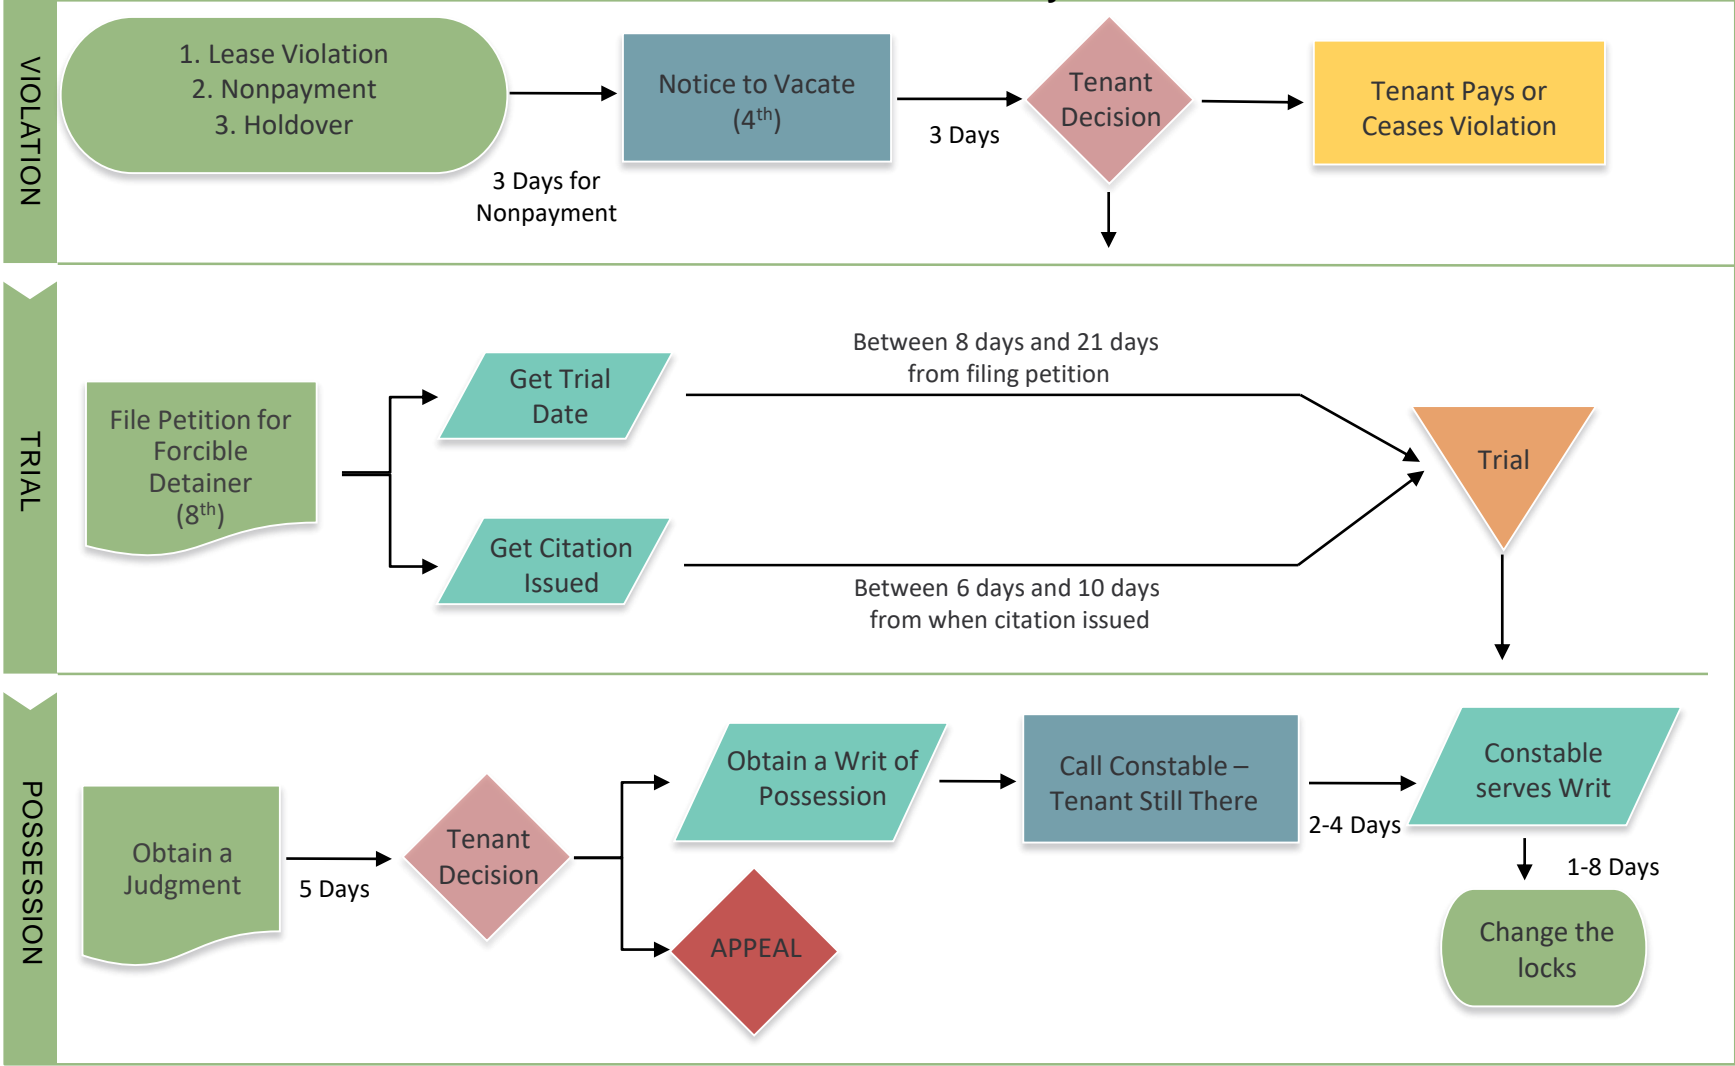 VIOLATION
1. Lease Violation
2. Nonpayment
3. Holdover
3 Days for
Nonpayment
Notice to Vacate
(4th)
3 Days
Tenant
Decision
Tenant Pays or
Ceases Violation
TRIAL
File Petition for
Forcible
Detainer
(8th)
Get Trial
Date
Between 8 days and 21 days
from filing petition
Get Citation
Issued
Between 6 days and 10 days
from when citation issued
Trial
POSSESSION
Obtain a
Judgment
5 Days
Tenant
Decision
Obtain a Writ of
Possession
APPEAL
Call Constable –
Tenant Still There
2-4 Days
Constable
serves Writ
1-8 Days
Change the
locks